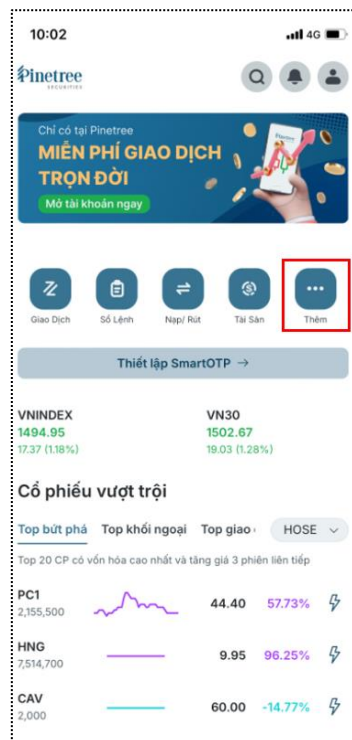 10:02
4G
Pinetree
SECURITIES
Chỉ có tại Pinetree
MIỄN PHÍ GIAO DỊCH
TRỌN ĐỜI
Mở tài khoản ngay
Giao Dịch
Sổ Lệnh
Nạp/ Rút
Tài Sản
Thêm
Thiết lập SmartOTP →
VNINDEX
1494.95
17.37 (1.18%)
VN30
1502.67
19.03 (1.28%)
Cổ phiếu vượt trội
Top bứt phá Top khối ngoại Top giao HOSE
Top 20 CP có vốn hóa cao nhất và tăng giá 3 phiên liên tiếp
PC1
2,155,500
44.40 57.73%
HNG
7,514,700
9.95 96.25%
CAV
2,000
60.00 -14.77%